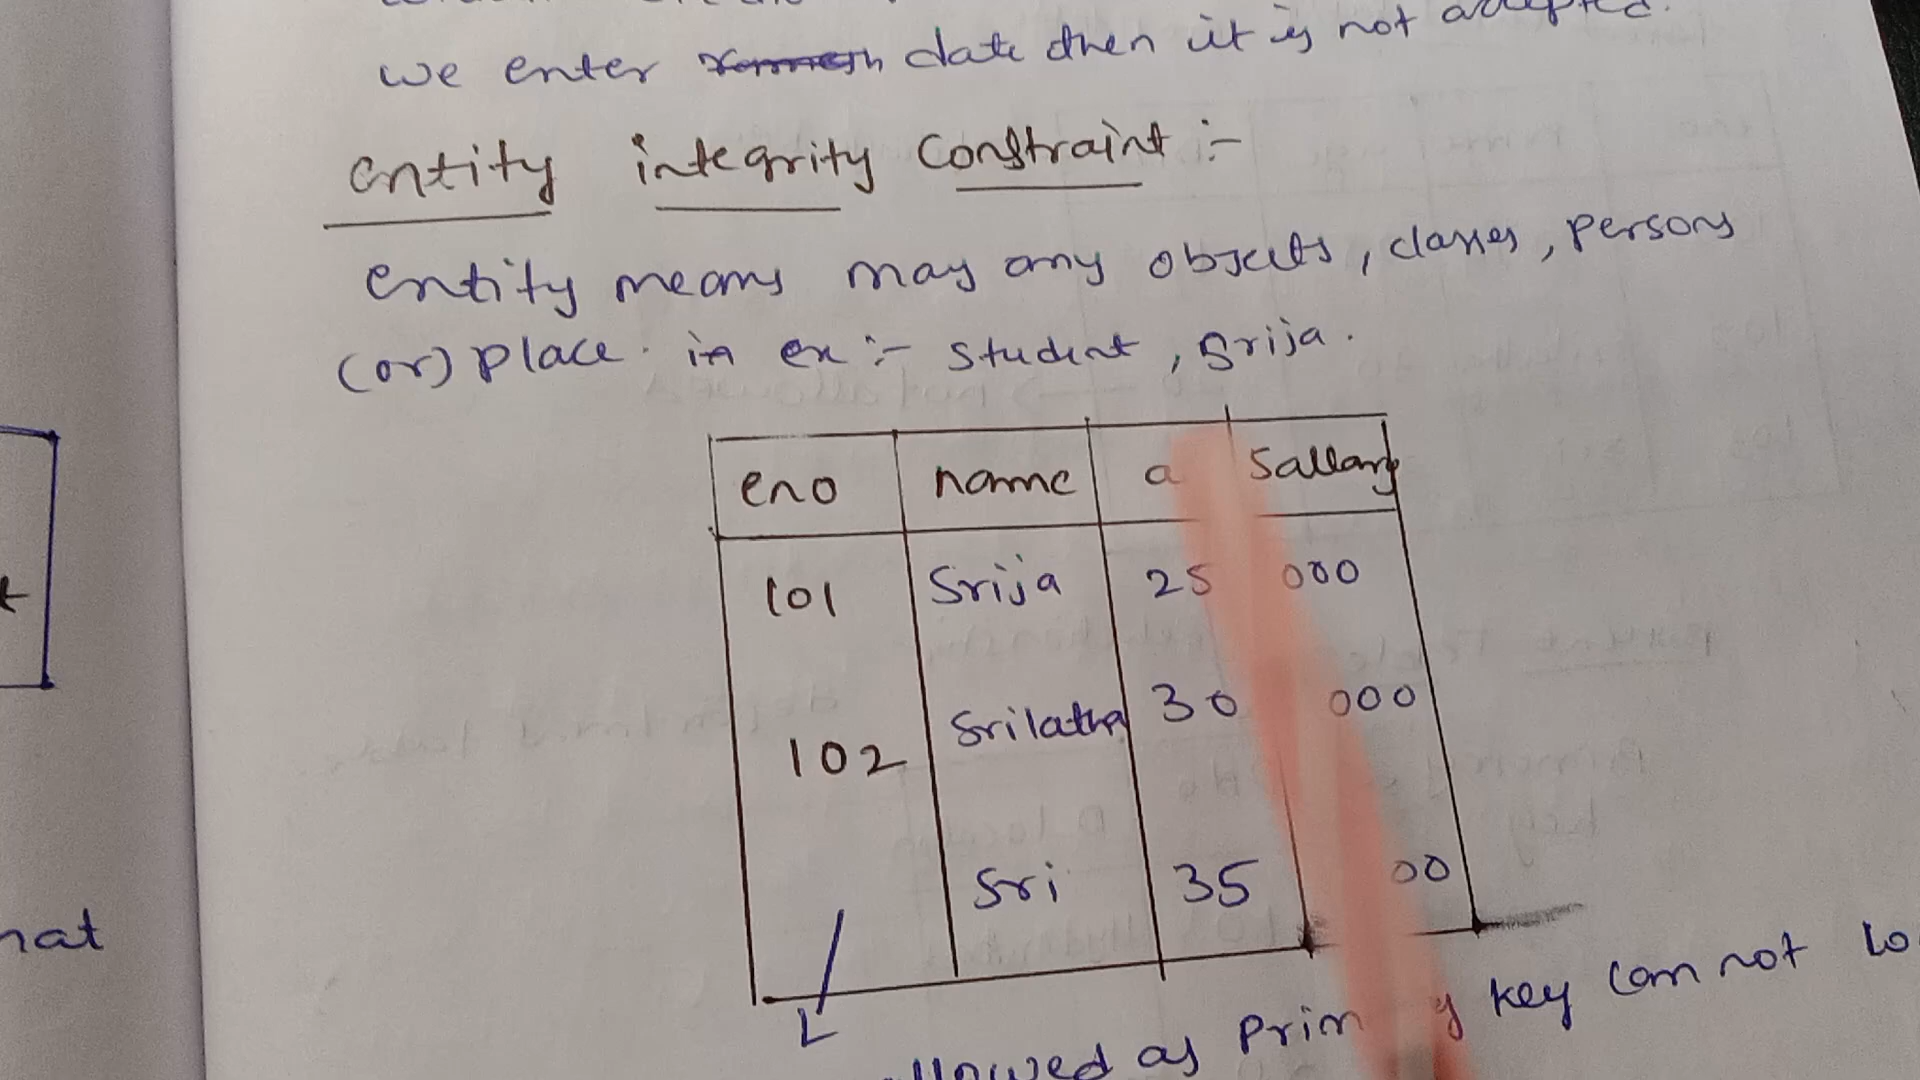 we enter date then it is not accepted.
entity integrity Constraint :-
entity means may any objects, classes, persons
(or) place. in ex :- student, Srija.
eno name a Sallary
101 Srija 25 000
102 Srilatha 30 000
Sri 35 00
as key can not